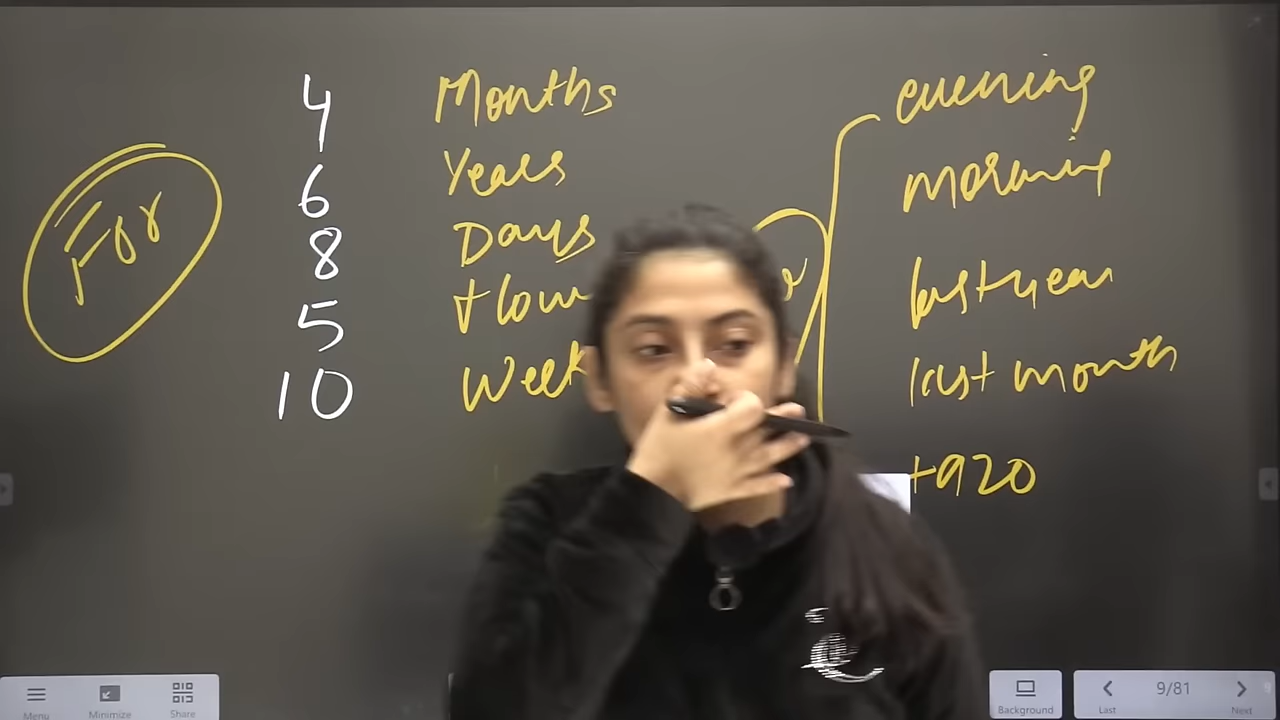 4 Months evening
6 Years morning
For
8 Days
5 last year
10 Week last month
1920
Menu Minimize Share Background Last 9/81 Next